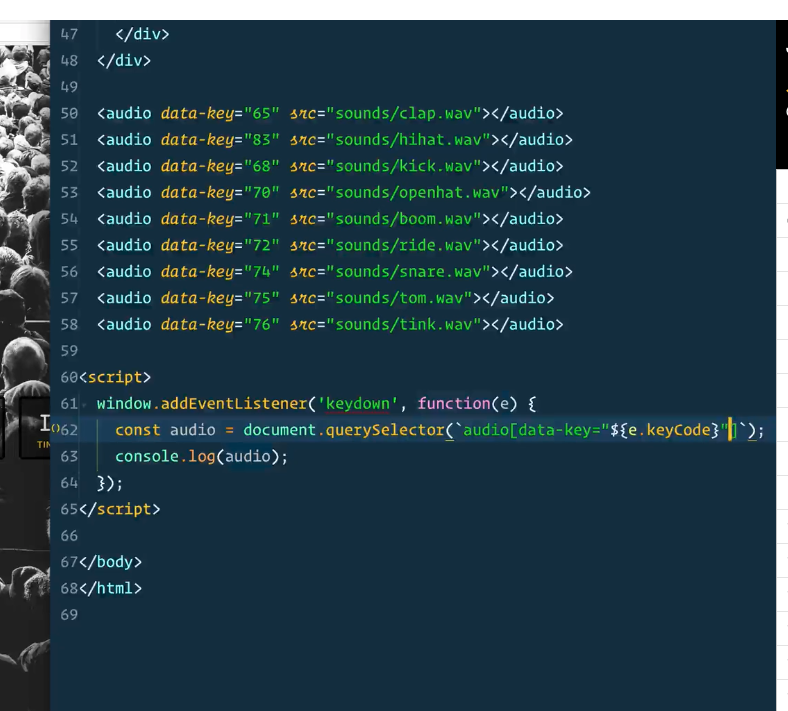 47 </div>
48 </div>
49
50 <audio data-key="65" src="sounds/clap.wav"></audio>
51 <audio data-key="83" src="sounds/hihat.wav"></audio>
52 <audio data-key="68" src="sounds/kick.wav"></audio>
53 <audio data-key="70" src="sounds/openhat.wav"></audio>
54 <audio data-key="71" src="sounds/boom.wav"></audio>
55 <audio data-key="72" src="sounds/ride.wav"></audio>
56 <audio data-key="74" src="sounds/snare.wav"></audio>
57 <audio data-key="75" src="sounds/tom.wav"></audio>
58 <audio data-key="76" src="sounds/tink.wav"></audio>
59
60 <script>
61 window.addEventListener('keydown', function(e) {
62 const audio = document.querySelector(`audio[data-key="${e.keyCode}"]`);
63 console.log(audio);
64 });
65 </script>
66
67 </body>
68 </html>
69